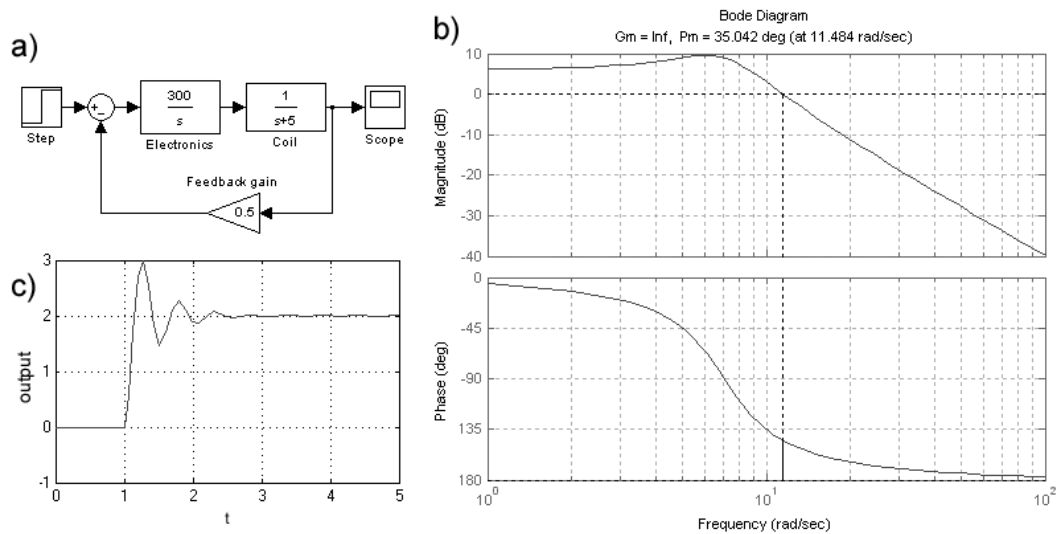 a)
300
s
1
s+5
Step
Electronics
Coil
Scope
Feedback gain
0.5
b)
Bode Diagram
Gm = Inf, Pm = 35.042 deg (at 11.484 rad/sec)
Magnitude (dB)
10
0
-10
-20
-30
-40
Phase (deg)
0
-45
-90
135
180
10^0
10^1
10^2
Frequency (rad/sec)
c)
output
3
2
1
0
-1
0
1
2
3
4
5
t